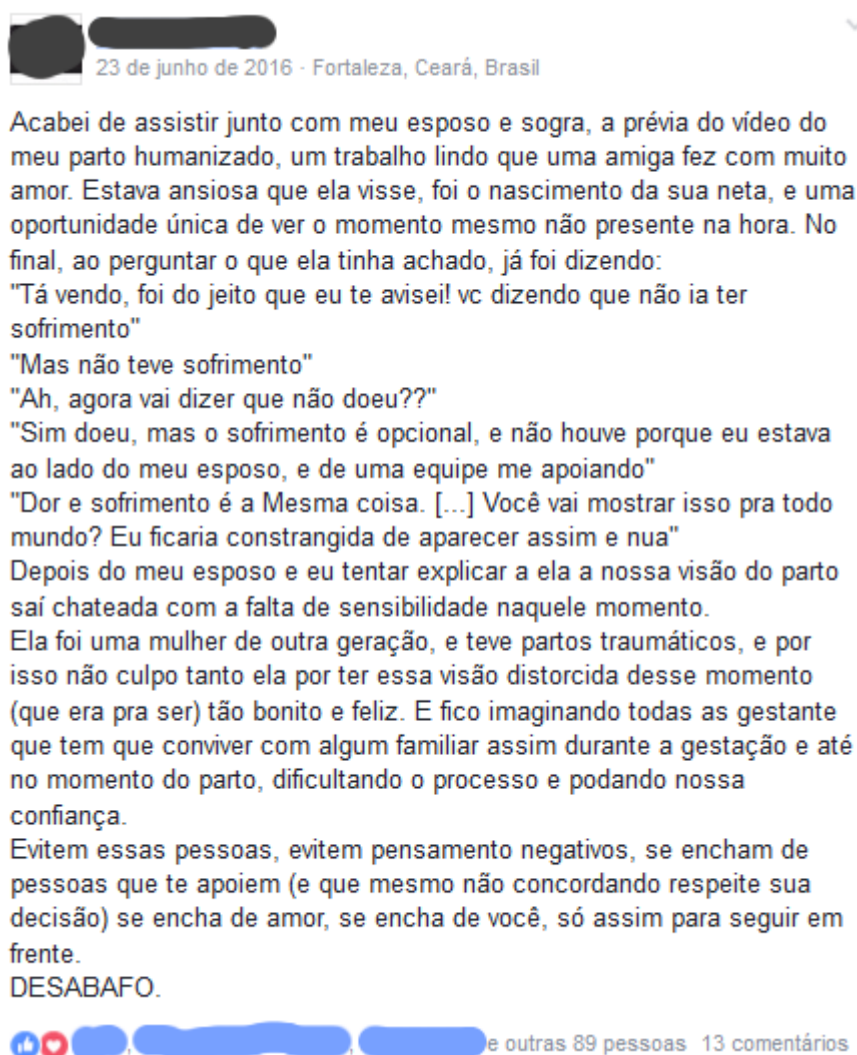 23 de junho de 2016 · Fortaleza, Ceará, Brasil
Acabei de assistir junto com meu esposo e sogra, a prévia do vídeo do
meu parto humanizado, um trabalho lindo que uma amiga fez com muito
amor. Estava ansiosa que ela visse, foi o nascimento da sua neta, e uma
oportunidade única de ver o momento mesmo não presente na hora. No
final, ao perguntar o que ela tinha achado, já foi dizendo:
"Tá vendo, foi do jeito que eu te avisei! vc dizendo que não ia ter
sofrimento"
"Mas não teve sofrimento"
"Ah, agora vai dizer que não doeu??"
"Sim doeu, mas o sofrimento é opcional, e não houve porque eu estava
ao lado do meu esposo, e de uma equipe me apoiando"
"Dor e sofrimento é a Mesma coisa. [...] Você vai mostrar isso pra todo
mundo? Eu ficaria constrangida de aparecer assim e nua"
Depois do meu esposo e eu tentar explicar a ela a nossa visão do parto
saí chateada com a falta de sensibilidade naquele momento.
Ela foi uma mulher de outra geração, e teve partos traumáticos, e por
isso não culpo tanto ela por ter essa visão distorcida desse momento
(que era pra ser) tão bonito e feliz. E fico imaginando todas as gestante
que tem que conviver com algum familiar assim durante a gestação e até
no momento do parto, dificultando o processo e podando nossa
confiança.
Evitem essas pessoas, evitem pensamento negativos, se encham de
pessoas que te apoiem (e que mesmo não concordando respeite sua
decisão) se encha de amor, se encha de você, só assim para seguir em
frente.
DESABAFO.
, , e outras 89 pessoas 13 comentários